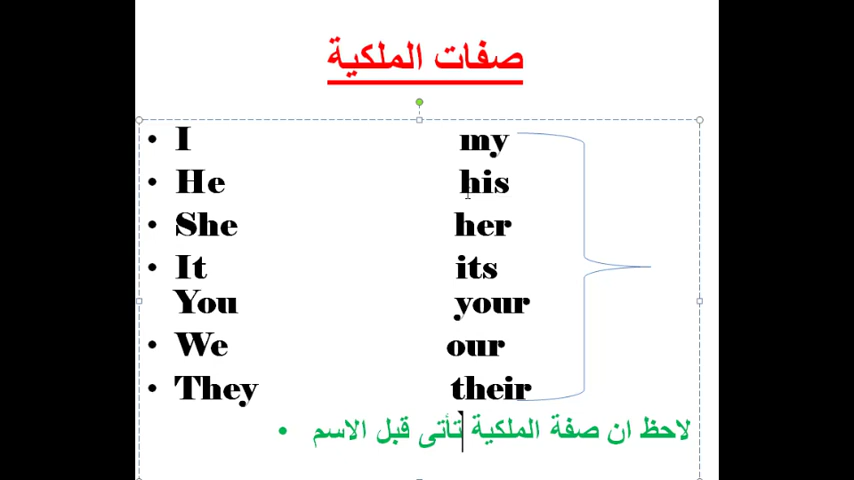 صفات الملكية
• I my
• He his
• She her
• It its
You your
• We our
• They their
• لاحظ ان صفة الملكية تأتى قبل الاسم